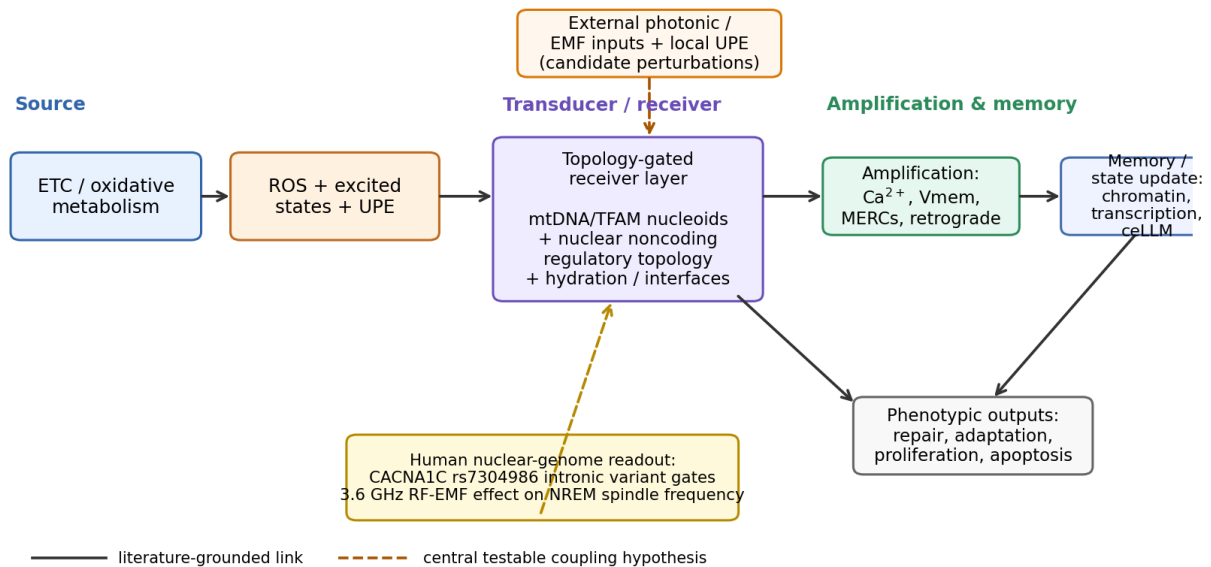 External photonic /
EMF inputs + local UPE
(candidate perturbations)
Source
Transducer / receiver
Amplification & memory
ETC / oxidative
metabolism
ROS + excited
states + UPE
Topology-gated
receiver layer
mtDNA/TFAM nucleoids
+ nuclear noncoding
regulatory topology
+ hydration / interfaces
Amplification:
Ca²⁺, Vmem,
MERCs, retrograde
Memory /
state update:
chromatin,
transcription,
ceLLM
Phenotypic outputs:
repair, adaptation,
proliferation, apoptosis
Human nuclear-genome readout:
CACNA1C rs7304986 intronic variant gates
3.6 GHz RF-EMF effect on NREM spindle frequency
literature-grounded link
central testable coupling hypothesis